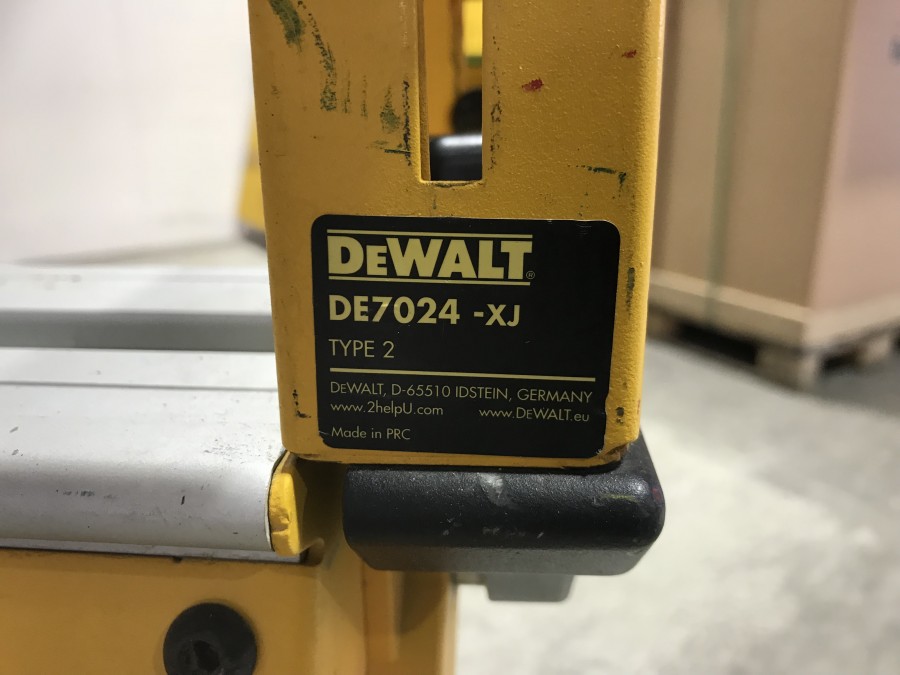 DEWALT®
DE7024 -XJ
TYPE 2
DEWALT, D-65510 IDSTEIN, GERMANY
www.2helpU.com www.DEWALT.eu
Made in PRC